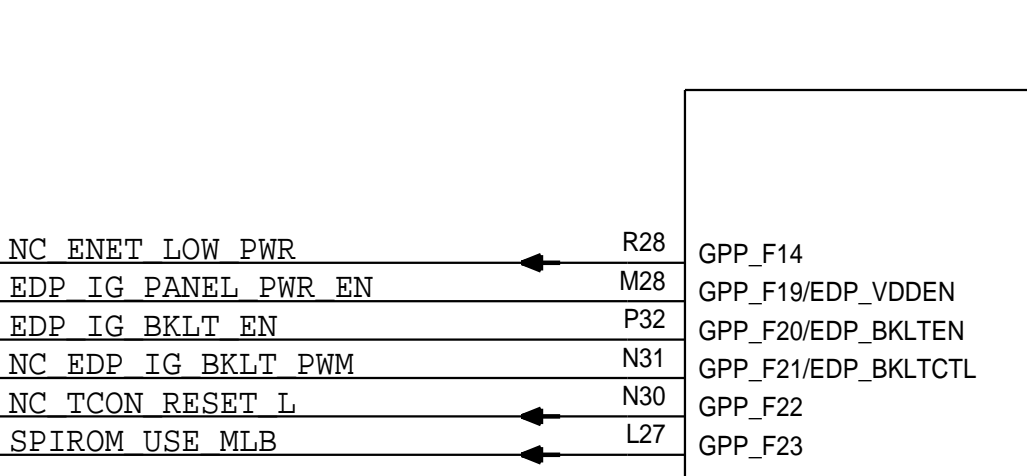 NC_ENET_LOW_PWR R28 GPP_F14
EDP_IG_PANEL_PWR_EN M28 GPP_F19/EDP_VDDEN
EDP_IG_BKLT_EN P32 GPP_F20/EDP_BKLTEN
NC_EDP_IG_BKLT_PWM N31 GPP_F21/EDP_BKLTCTL
NC_TCON_RESET_L N30 GPP_F22
SPIROM_USE_MLB L27 GPP_F23